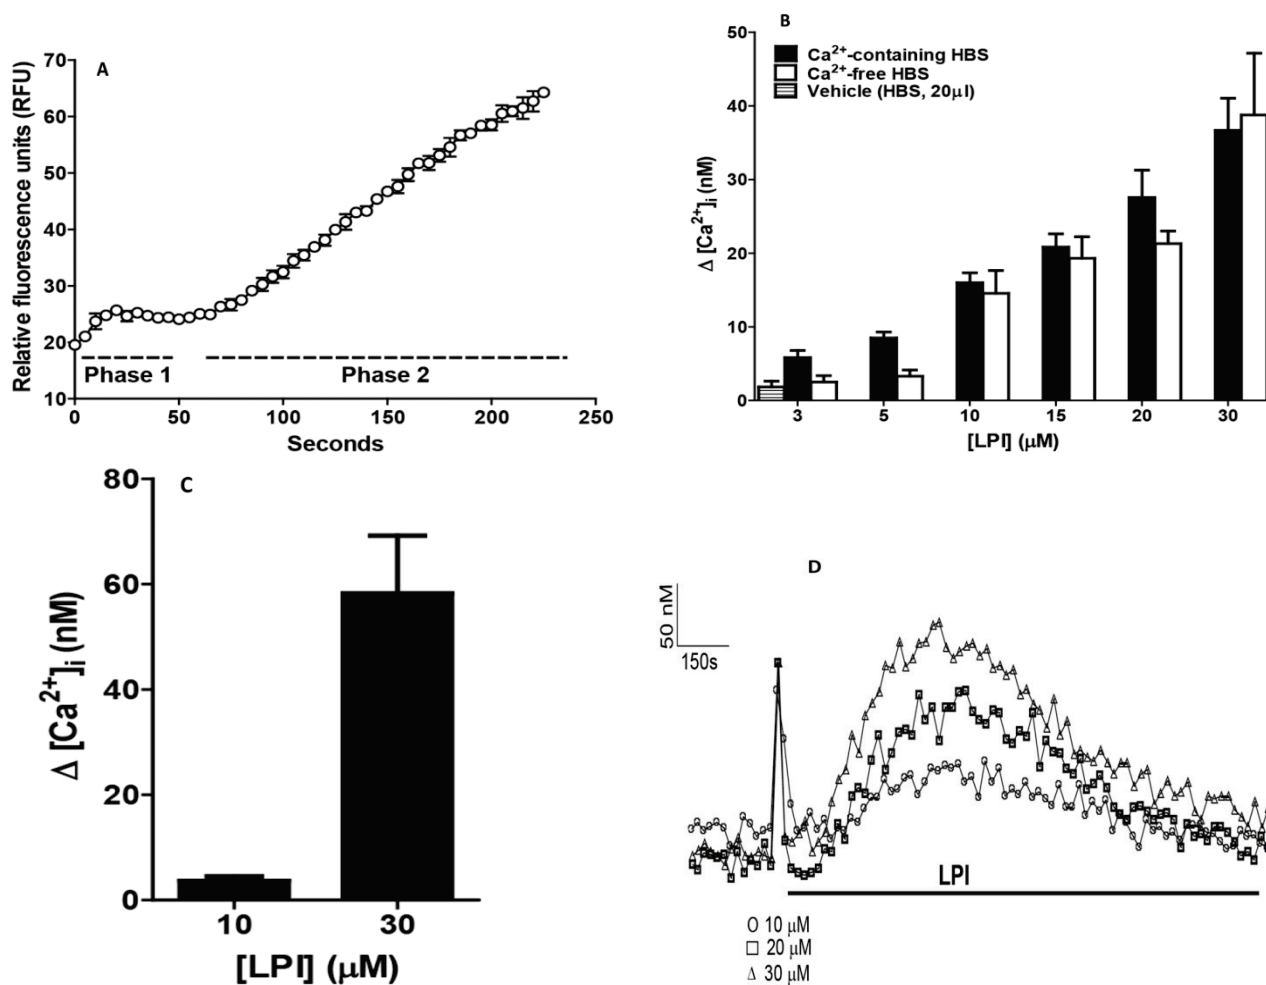 A
Relative fluorescence units (RFU)
70
60
50
40
30
20
10
Phase 1
Phase 2
0
50
100
150
200
250
Seconds
B
Ca²⁺-containing HBS
Ca²⁺-free HBS
Vehicle (HBS, 20µl)
Δ [Ca²⁺]ᵢ (nM)
50
40
30
20
10
0
3
5
10
15
20
30
[LPI] (µM)
C
Δ [Ca²⁺]ᵢ (nM)
80
60
40
20
0
10
30
[LPI] (µM)
D
50 nM
150s
LPI
10 µM
20 µM
30 µM